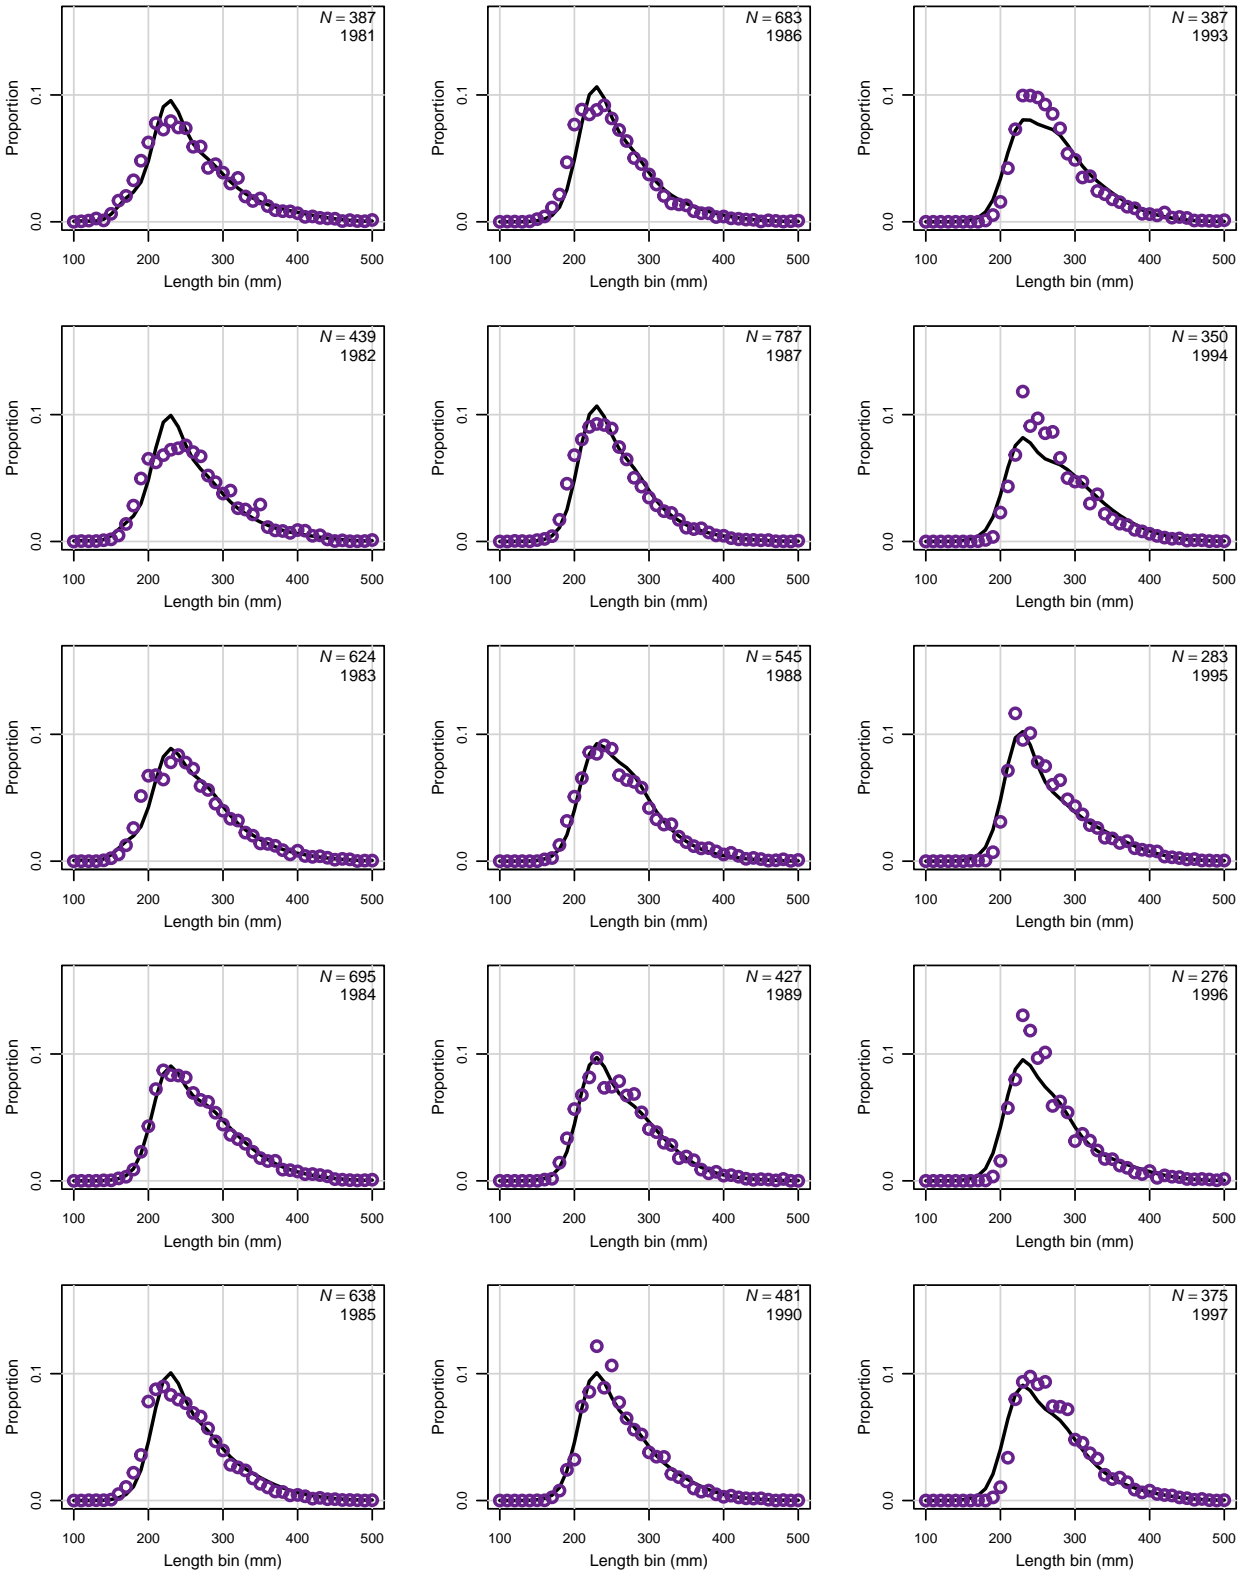 N = 387
1981
Proportion
0.1
0.0
100 200 300 400 500
Length bin (mm)
N = 683
1986
Proportion
0.1
0.0
100 200 300 400 500
Length bin (mm)
N = 387
1993
Proportion
0.1
0.0
100 200 300 400 500
Length bin (mm)
N = 439
1982
Proportion
0.1
0.0
100 200 300 400 500
Length bin (mm)
N = 787
1987
Proportion
0.1
0.0
100 200 300 400 500
Length bin (mm)
N = 350
1994
Proportion
0.1
0.0
100 200 300 400 500
Length bin (mm)
N = 624
1983
Proportion
0.1
0.0
100 200 300 400 500
Length bin (mm)
N = 545
1988
Proportion
0.1
0.0
100 200 300 400 500
Length bin (mm)
N = 283
1995
Proportion
0.1
0.0
100 200 300 400 500
Length bin (mm)
N = 695
1984
Proportion
0.1
0.0
100 200 300 400 500
Length bin (mm)
N = 427
1989
Proportion
0.1
0.0
100 200 300 400 500
Length bin (mm)
N = 276
1996
Proportion
0.1
0.0
100 200 300 400 500
Length bin (mm)
N = 638
1985
Proportion
0.1
0.0
100 200 300 400 500
Length bin (mm)
N = 481
1990
Proportion
0.1
0.0
100 200 300 400 500
Length bin (mm)
N = 375
1997
Proportion
0.1
0.0
100 200 300 400 500
Length bin (mm)